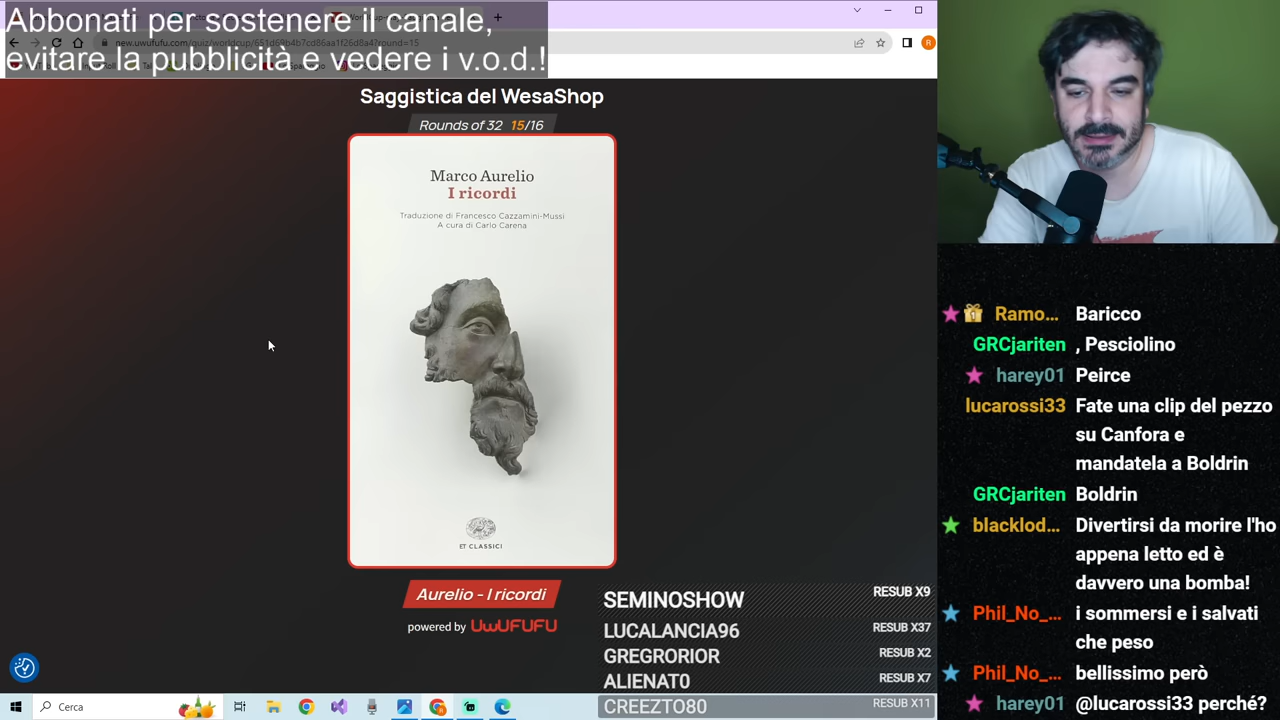 Abbonati per sostenere il canale,
evitare la pubblicità e vedere i v.o.d.!
Saggistica del WesaShop
Rounds of 32 15/16
Marco Aurelio
I ricordi
Traduzione di Francesco Cazzamini-Mussi
A cura di Carlo Carena
ET CLASSICI
Aurelio - I ricordi
powered by UwUFUFU
SEMINOSHOW RESUB X9
LUCALANCIA96 RESUB X37
GREGRORIOR RESUB X2
ALIENAT0 RESUB X7
CREEZTO80 RESUB X11
Cerca
Ramo... Baricco
GRCjariten , Pesciolino
harey01 Peirce
lucarossi33 Fate una clip del pezzo
su Canfora e
mandatela a Boldrin
GRCjariten Boldrin
blacklod... Divertirsi da morire l'ho
appena letto ed è
davvero una bomba!
Phil_No_... i sommersi e i salvati
che peso
Phil_No_... bellissimo però
harey01 @lucarossi33 perché?